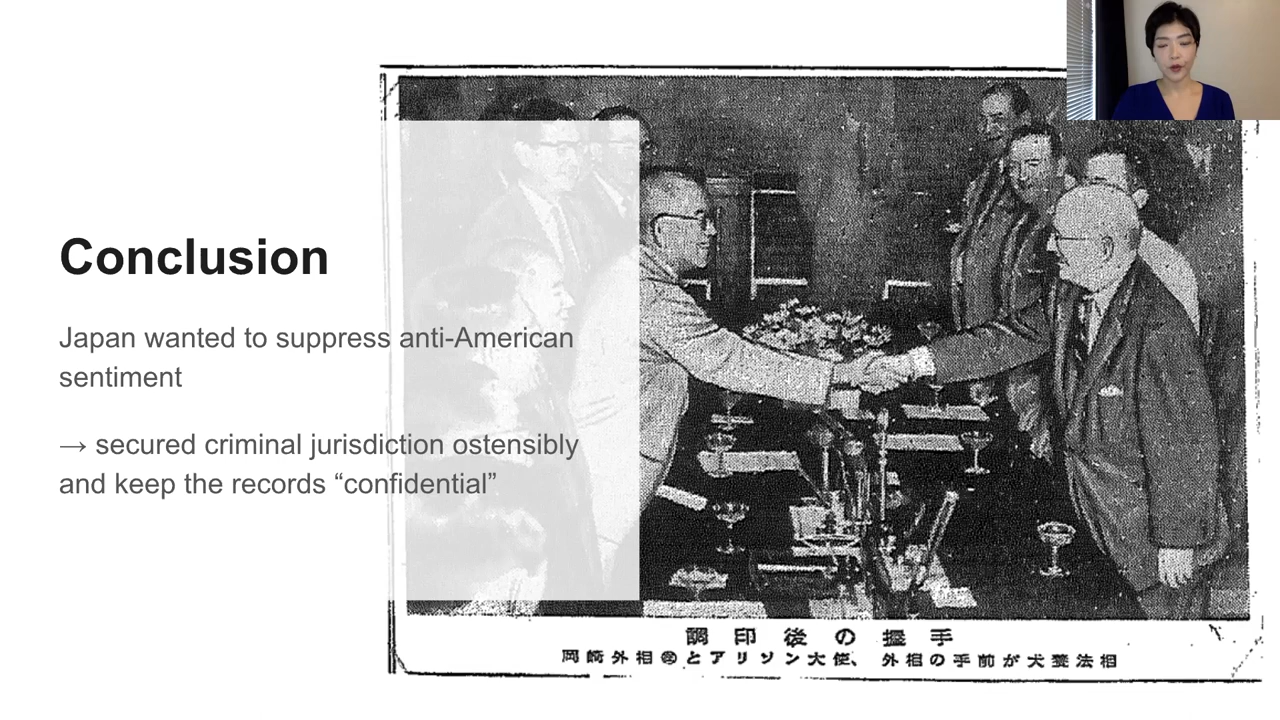 Conclusion
Japan wanted to suppress anti-American
sentiment
→ secured criminal jurisdiction ostensibly
and keep the records “confidential”
調印後の握手
岡崎外相㊨とアリソン大使、外相の手前が犬養法相